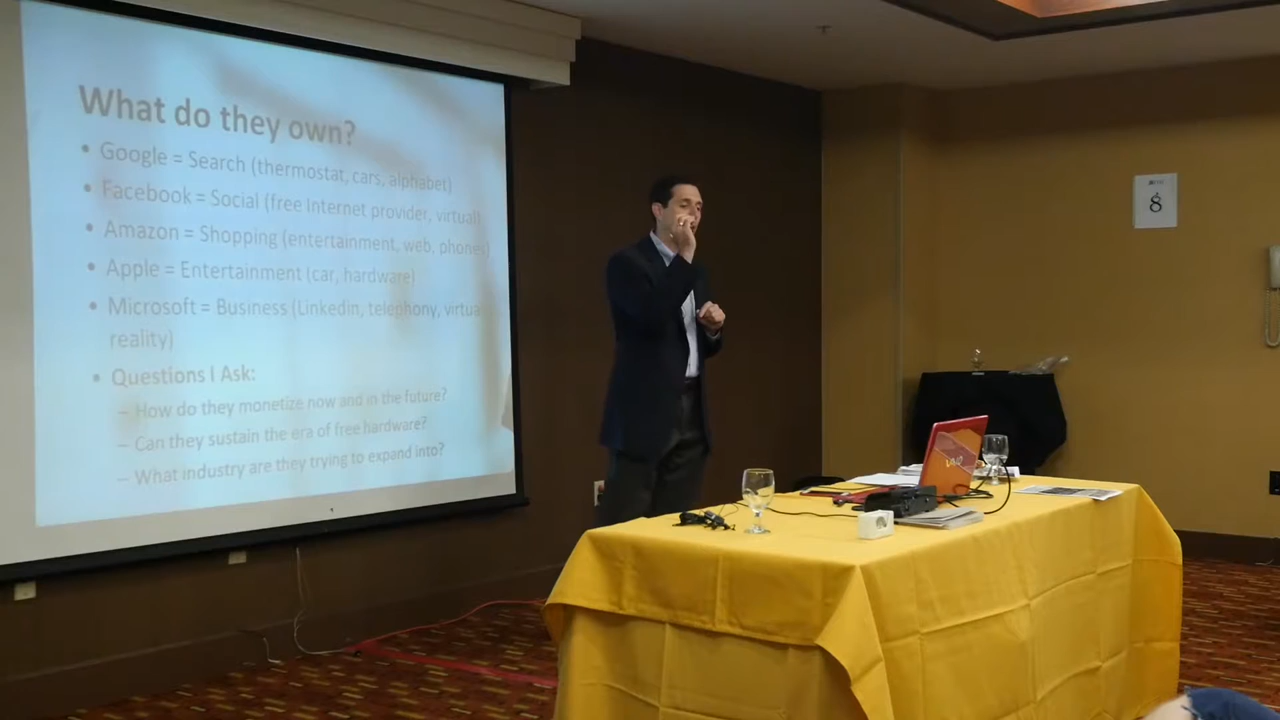 What do they own?
• Google = Search (thermostat, cars, alphabet)
• Facebook = Social (free Internet provider, virtual)
• Amazon = Shopping (entertainment, web, phones)
• Apple = Entertainment (car, hardware)
• Microsoft = Business (Linkedin, telephony, virtual
reality)
• Questions I Ask:
– How do they monetize now and in the future?
– Can they sustain the era of free hardware?
– What industry are they trying to expand into?
8